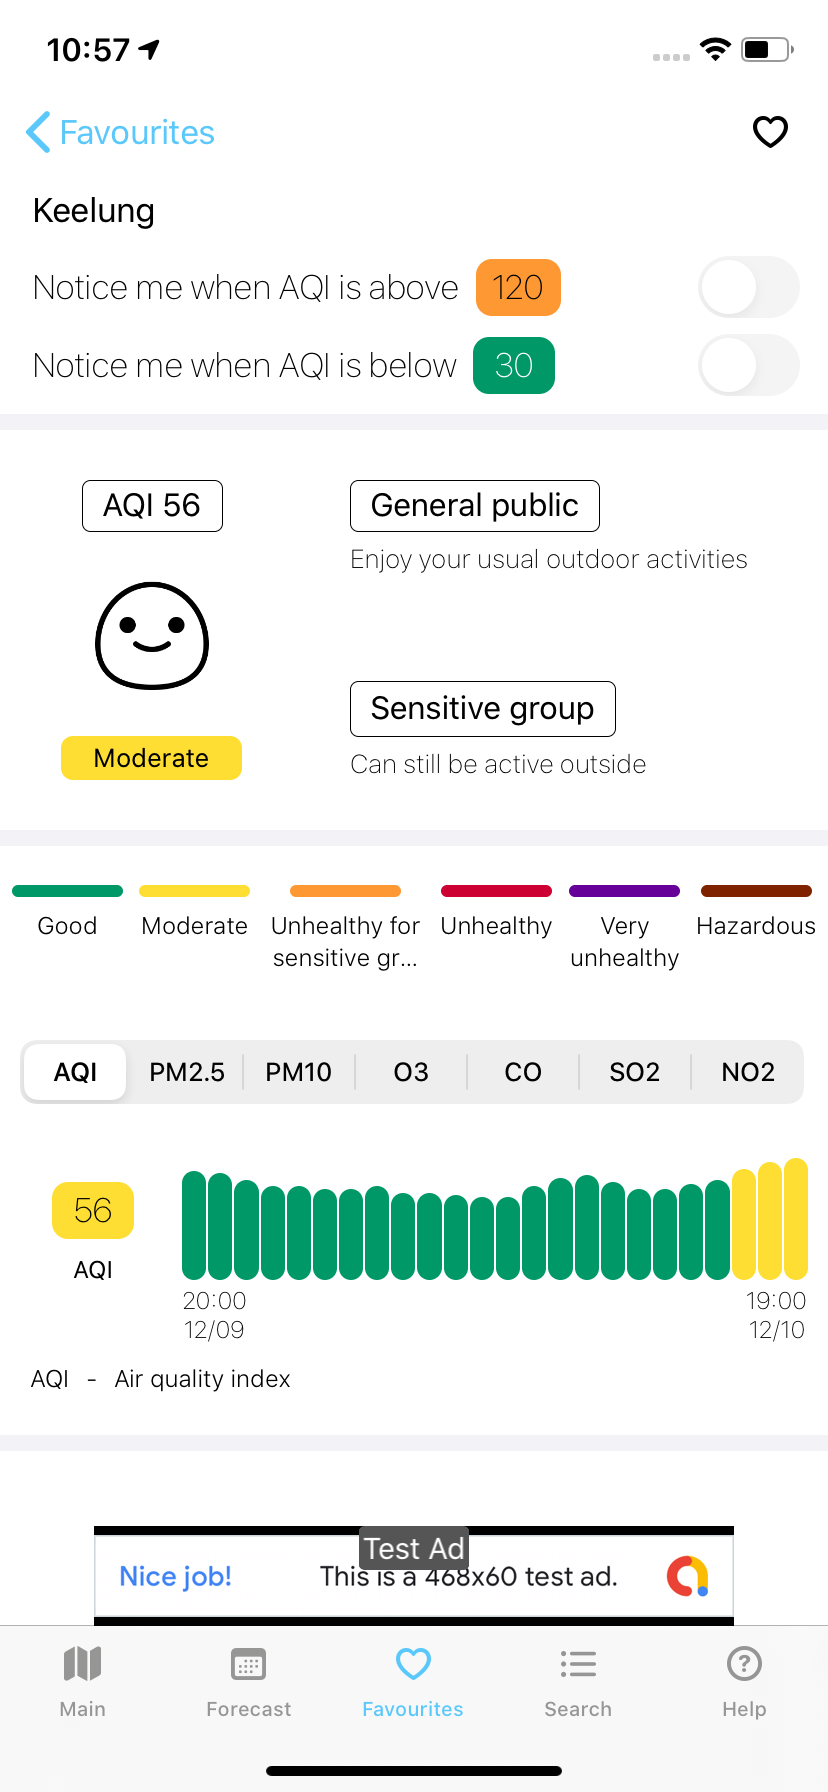 10:57
Favourites
Keelung
Notice me when AQI is above 120
Notice me when AQI is below 30
AQI 56
General public
Enjoy your usual outdoor activities
Moderate
Sensitive group
Can still be active outside
Good
Moderate
Unhealthy for
sensitive gr...
Unhealthy
Very
unhealthy
Hazardous
AQI PM2.5 PM10 O3 CO SO2 NO2
56
AQI
20:00
12/09
19:00
12/10
AQI - Air quality index
Test Ad
Nice job! This is a 468x60 test ad.
Main Forecast Favourites Search Help